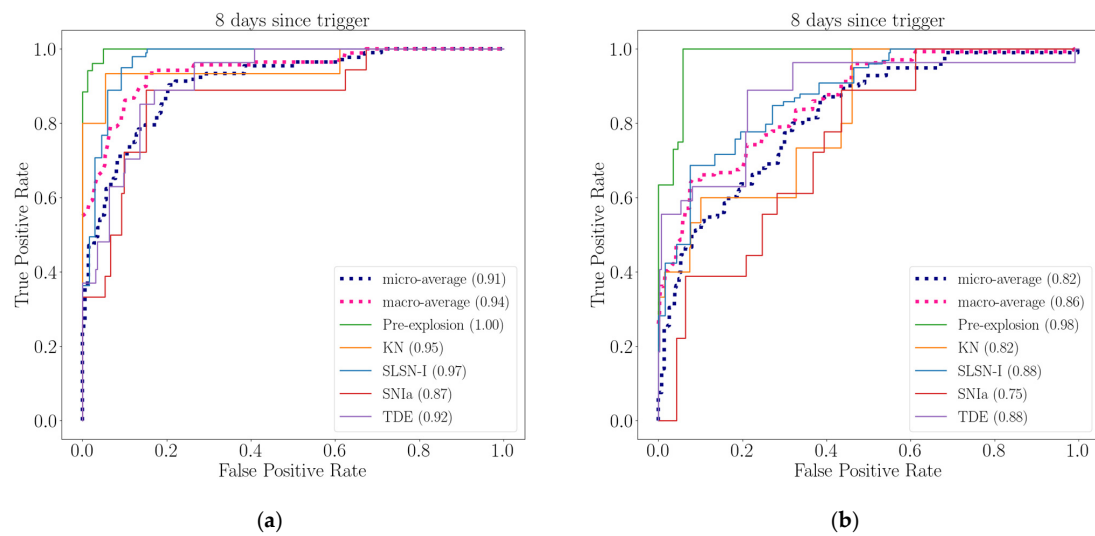 8 days since trigger
True Positive Rate
1.0
0.8
0.6
0.4
0.2
0.0
micro-average (0.91)
macro-average (0.94)
Pre-explosion (1.00)
KN (0.95)
SLSN-I (0.97)
SNIa (0.87)
TDE (0.92)
0.0 0.2 0.4 0.6 0.8 1.0
False Positive Rate
(a)
8 days since trigger
True Positive Rate
1.0
0.8
0.6
0.4
0.2
0.0
micro-average (0.82)
macro-average (0.86)
Pre-explosion (0.98)
KN (0.82)
SLSN-I (0.88)
SNIa (0.75)
TDE (0.88)
0.0 0.2 0.4 0.6 0.8 1.0
False Positive Rate
(b)